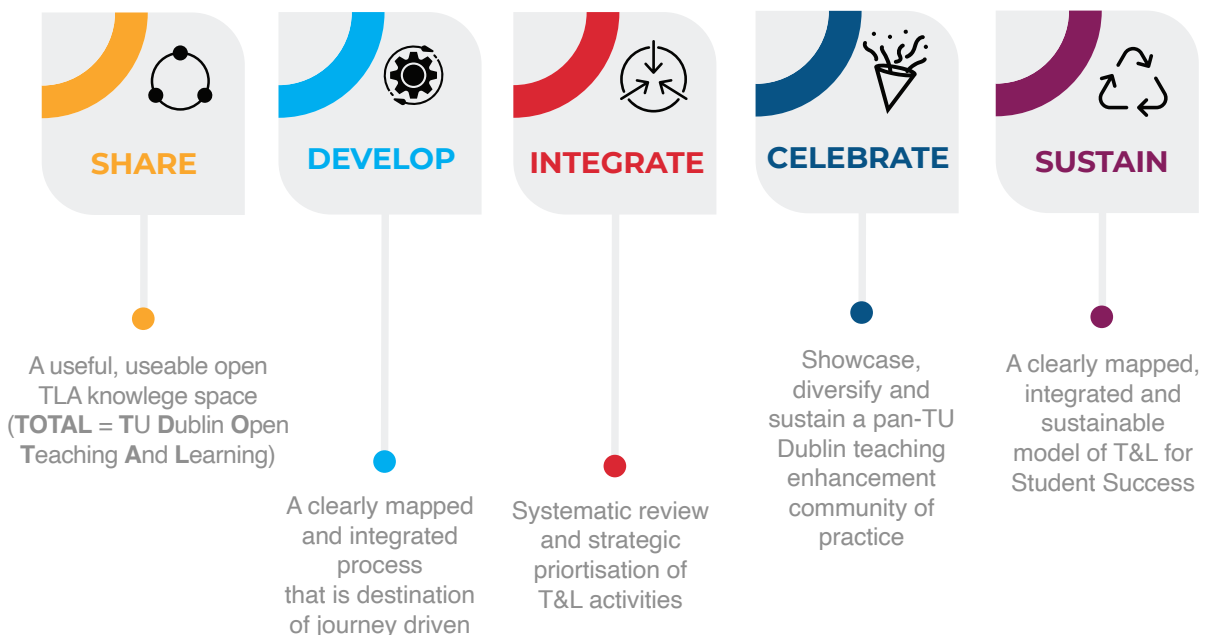 SHARE
A useful, useable open
TLA knowlege space
(TOTAL = TU Dublin Open
Teaching And Learning)
DEVELOP
A clearly mapped
and integrated
process
that is destination
of journey driven
INTEGRATE
Systematic review
and strategic
priortisation of
T&L activities
CELEBRATE
Showcase,
diversify and
sustain a pan-TU
Dublin teaching
enhancement
community of
practice
SUSTAIN
A clearly mapped,
integrated and
sustainable
model of T&L for
Student Success